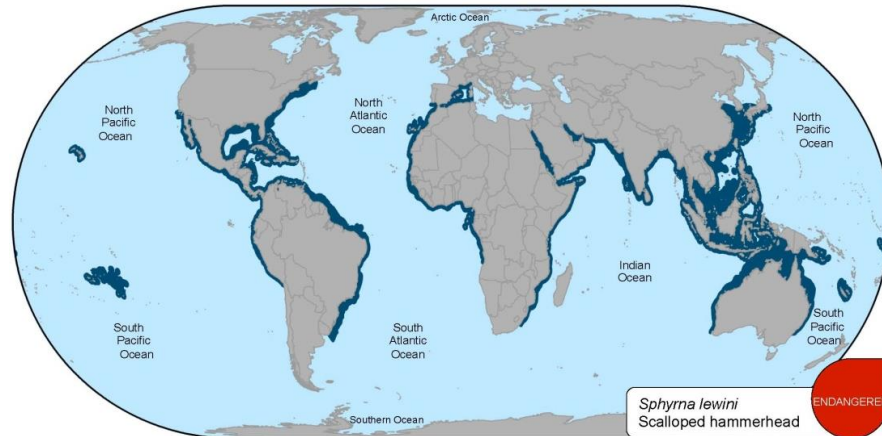 Arctic Ocean
North
Pacific
Ocean
North
Atlantic
Ocean
North
Pacific
Ocean
Indian
Ocean
South
Pacific
Ocean
South
Atlantic
Ocean
South
Pacific
Ocean
Southern Ocean
Sphyrna lewini
Scalloped hammerhead
ENDANGERE